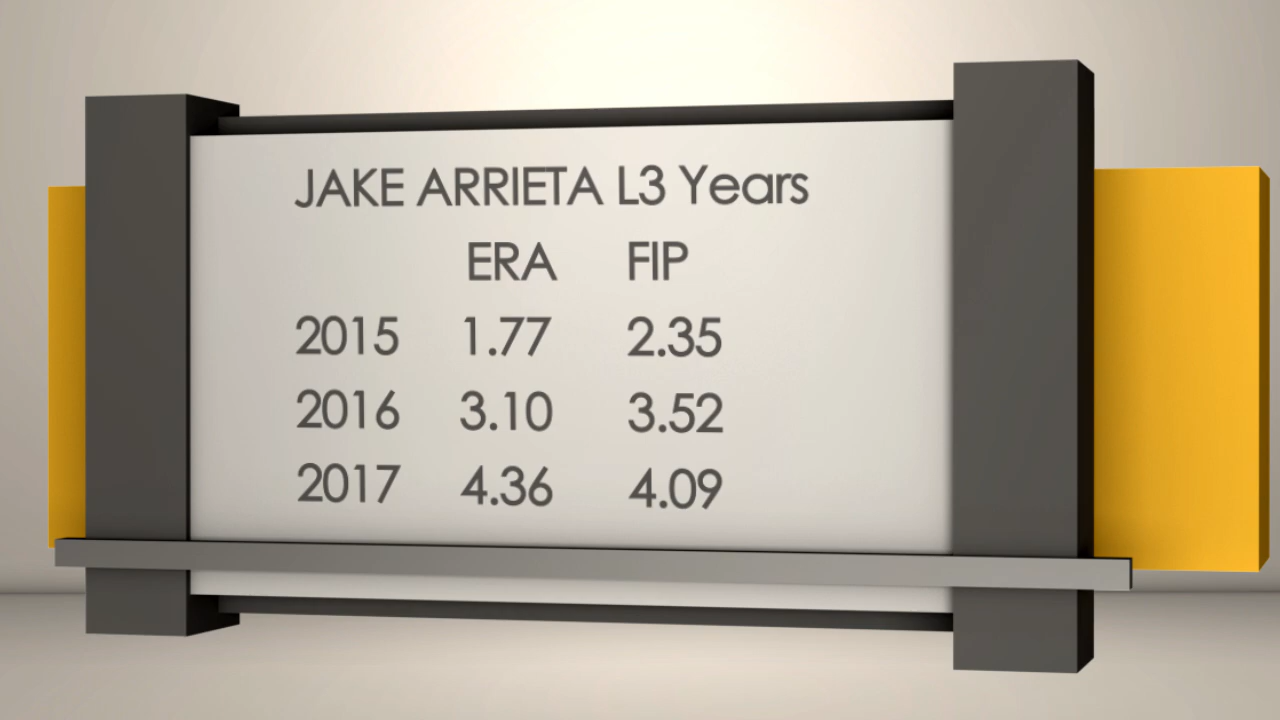 JAKE ARRIETA L3 Years
ERA FIP
2015 1.77 2.35
2016 3.10 3.52
2017 4.36 4.09